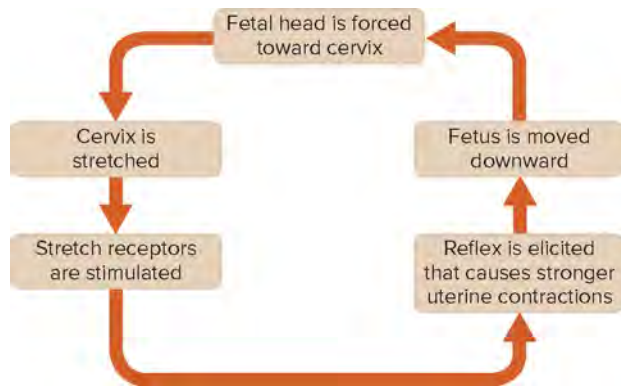 Fetal head is forced
toward cervix
Cervix is
stretched
Stretch receptors
are stimulated
Reflex is elicited
that causes stronger
uterine contractions
Fetus is moved
downward